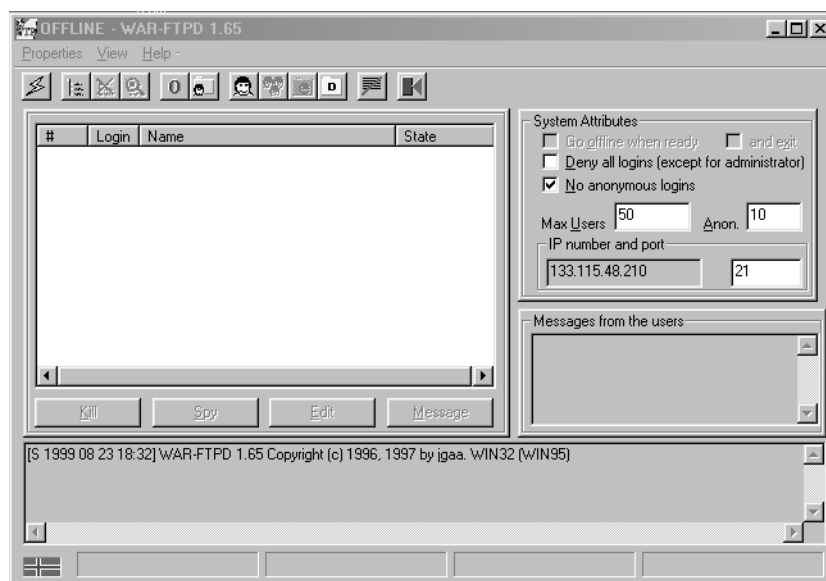 OFFLINE - WAR-FTPD 1.65
Properties View Help
# Login Name State
Kill Spy Edit Message
System Attributes
Go offline when ready and exit
Deny all logins (except for administrator)
No anonymous logins
Max Users 50 Anon. 10
IP number and port
133.115.48.210 21
Messages from the users
[S 1999 08 23 18:32] WAR-FTPD 1.65 Copyright (c) 1996, 1997 by jgaa. WIN32 (WIN95)